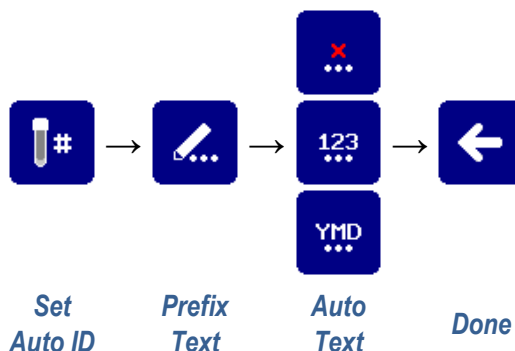 #
123
YMD
Set
Auto ID
Prefix
Text
Auto
Text
Done